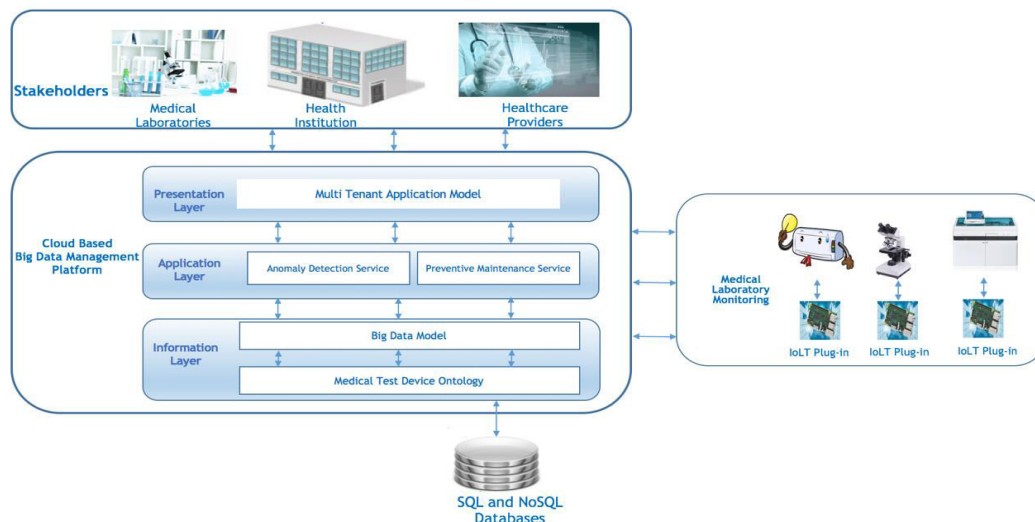 Stakeholders
Medical
Laboratories
Health
Institution
Healthcare
Providers
Cloud Based
Big Data Management
Platform
Presentation
Layer
Multi Tenant Application Model
Application
Layer
Anomaly Detection Service
Preventive Maintenance Service
Information
Layer
Big Data Model
Medical Test Device Ontology
Medical
Laboratory
Monitoring
IoLT Plug-in
IoLT Plug-in
IoLT Plug-in
SQL and NoSQL
Databases